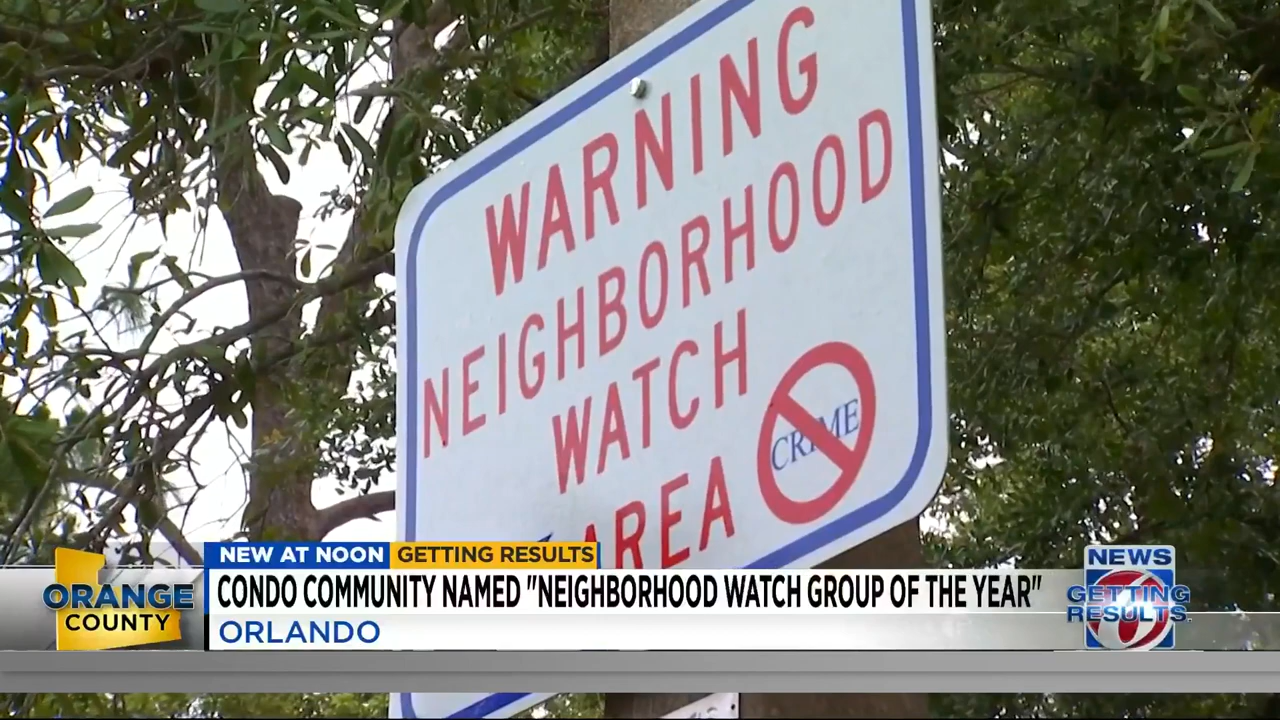 WARNING
NEIGHBORHOOD
WATCH
AREA
CRIME
NEW AT NOON GETTING RESULTS
ORANGE COUNTY
CONDO COMMUNITY NAMED "NEIGHBORHOOD WATCH GROUP OF THE YEAR"
ORLANDO
NEWS
6
GETTING
RESULTS